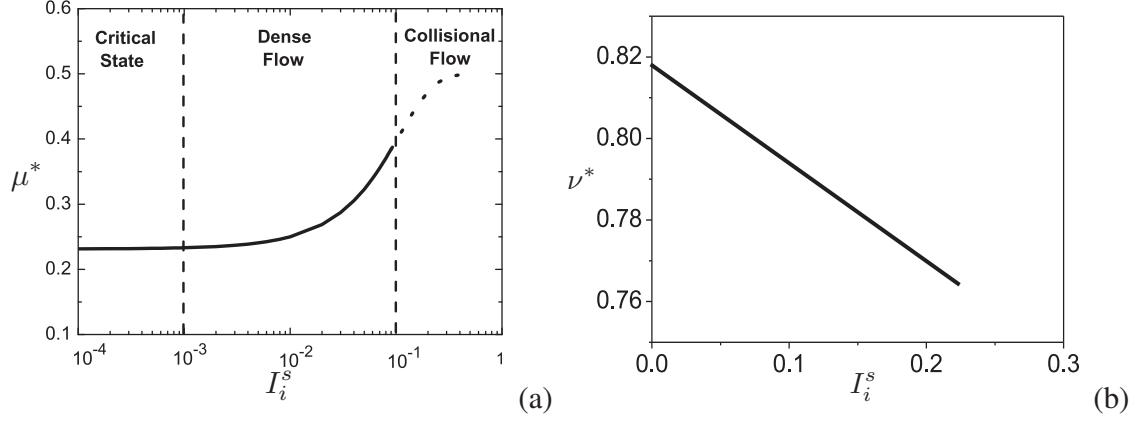 0.6
0.5
0.4
0.3
0.2
0.1
μ*
Critical
State
Dense
Flow
Collisional
Flow
10⁻⁴ 10⁻³ 10⁻² 10⁻¹ 1
Iᵢˢ
(a)
0.82
0.80
0.78
0.76
ν*
0.0 0.1 0.2 0.3
Iᵢˢ
(b)